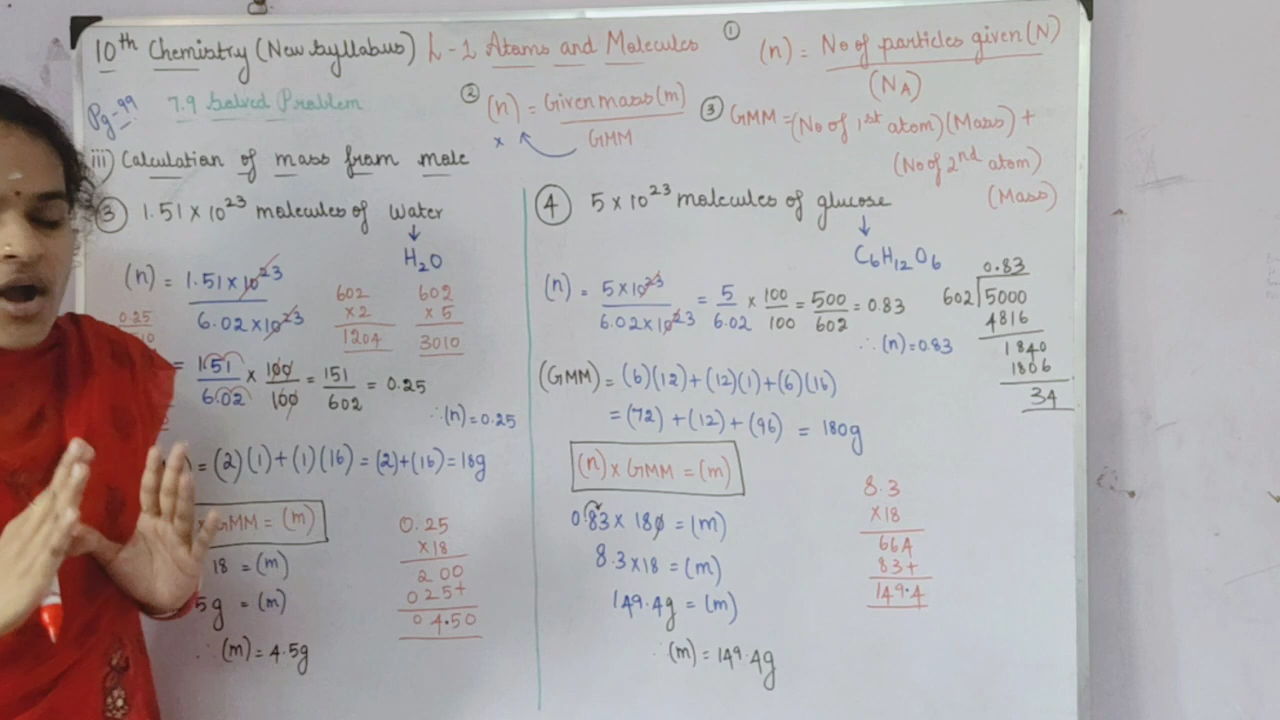 10th Chemistry (New Syllabus) L-1 Atoms and Molecules
① (n) = No of particles given (N)
(NA)
Pg-99
7.9 Solved Problem
② (n) = Given mass (m)
GMM
x
③ GMM = (No of 1st atom)(Mass) +
(No of 2nd atom)
(Mass)
iii) Calculation of mass from mole
③ 1.51 x 10^23 molecules of water
H2O
(n) = 1.51 x 10^23
6.02 x 10^23
602
x 2
1204
602
x 5
3010
0.25
= 1.51 x 100 = 151 = 0.25
6.02 100 602
∴ (n) = 0.25
= (2)(1) + (1)(16) = (2) + (16) = 18g
x GMM = (m)
18 = (m)
5g = (m)
∴ (m) = 4.5g
0.25
x 18
200
025+
04.50
④ 5 x 10^23 molecules of glucose
C6H12O6
(n) = 5 x 10^23 = 5 x 100 = 500 = 0.83
6.02 x 10^23 6.02 100 602
∴ (n) = 0.83
0.83
602 ) 5000
4816
1840
1806
34
(GMM) = (6)(12) + (12)(1) + (6)(16)
= (72) + (12) + (96) = 180g
(n) x GMM = (m)
0.83 x 180 = (m)
8.3 x 18 = (m)
149.4g = (m)
∴ (m) = 149.4g
8.3
x 18
664
83+
149.4